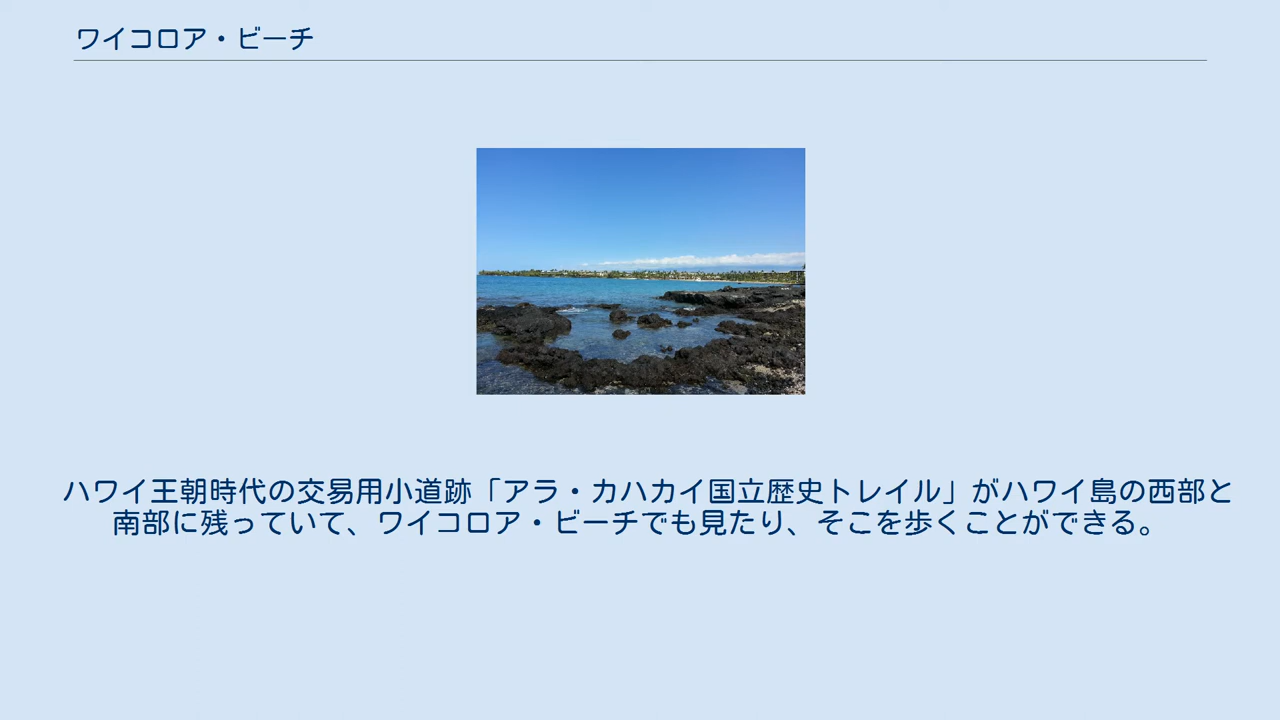 ワイコロア・ビーチ
ハワイ王朝時代の交易用小道跡「アラ・カハカイ国立歴史トレイル」がハワイ島の西部と
南部に残っていて、ワイコロア・ビーチでも見たり、そこを歩くことができる。